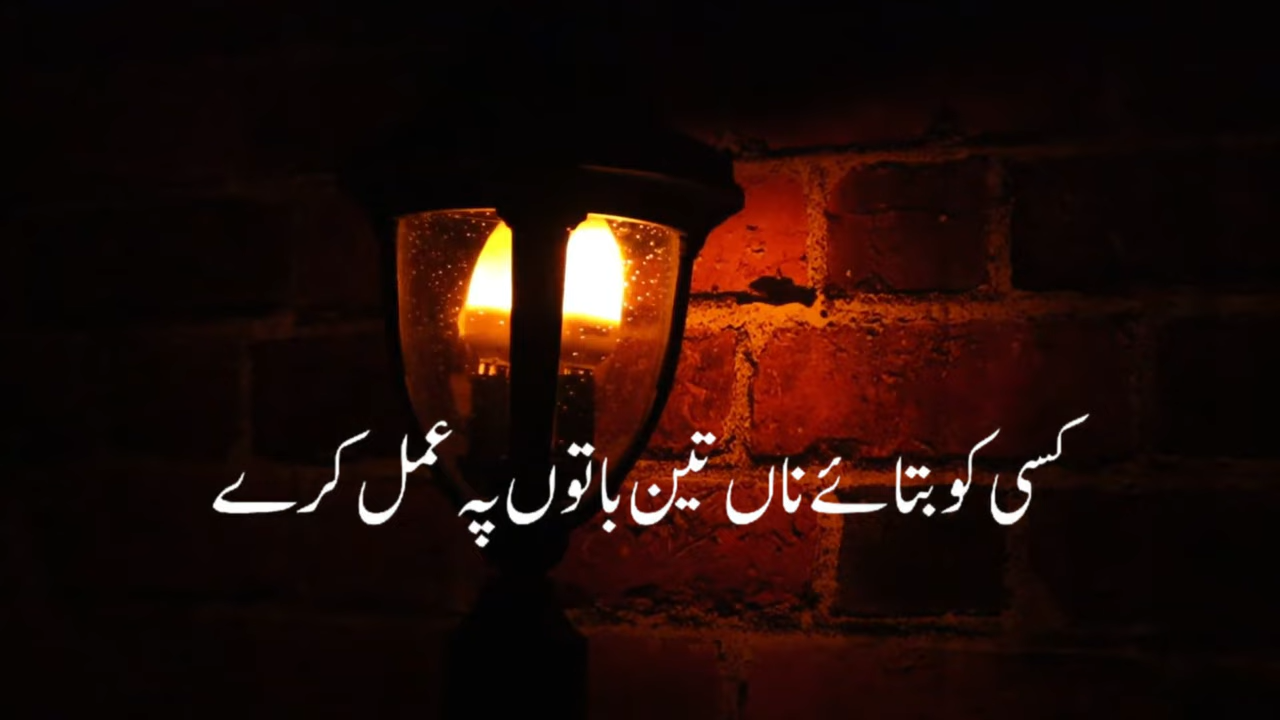 کسی کو بتائے ناں تین باتوں پہ عمل کرے